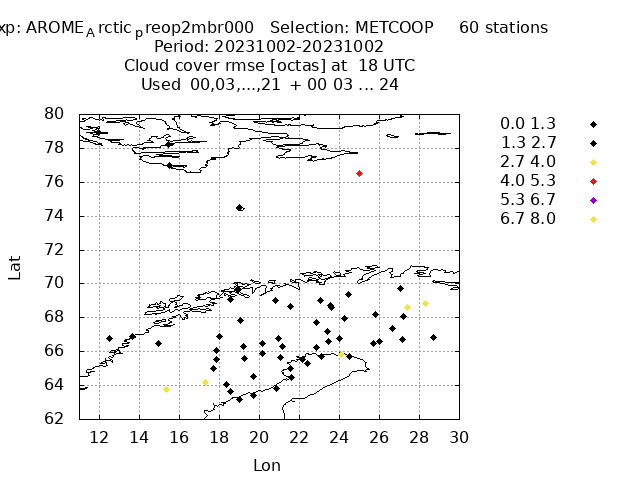 xp: AROME_A rctic_p reop2mbr000 Selection: METCOOP 60 stations
Period: 20231002-20231002
Cloud cover rmse [octas] at 18 UTC
Used 00,03,...,21 + 00 03 ... 24
80
78
76
74
72
70
68
66
64
62
Lat
12 14 16 18 20 22 24 26 28 30
Lon
0.0 1.3
1.3 2.7
2.7 4.0
4.0 5.3
5.3 6.7
6.7 8.0